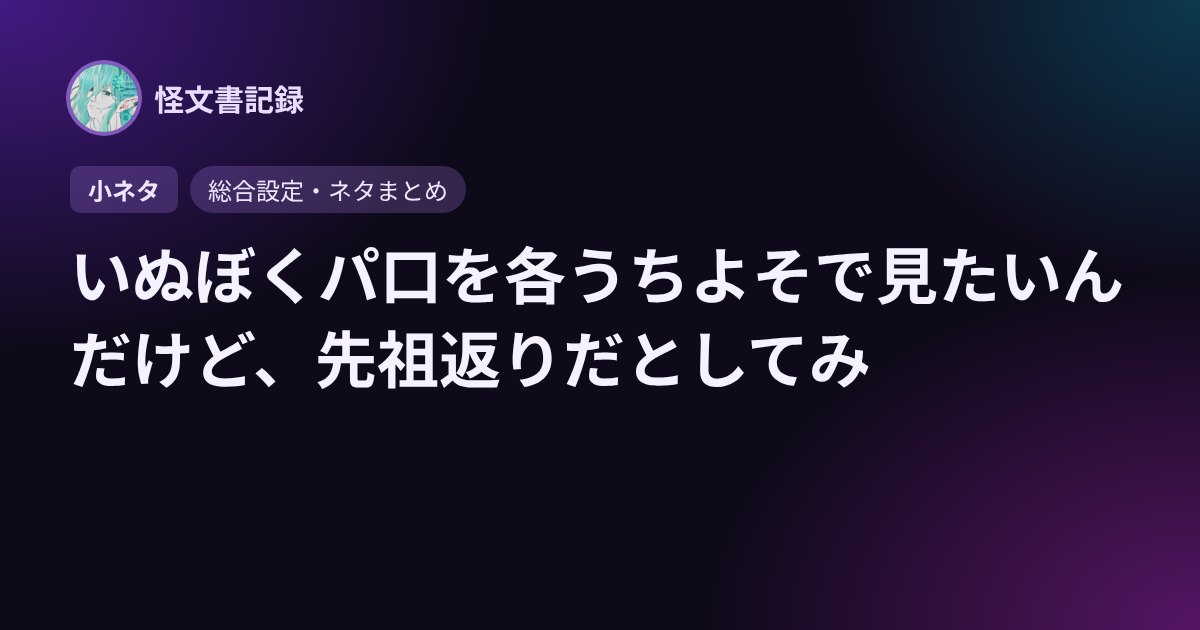 怪文書記録
小ネタ
総合設定・ネタまとめ
いぬぼくパロを各うちよそで見たいん
だけど、先祖返りだとしてみ